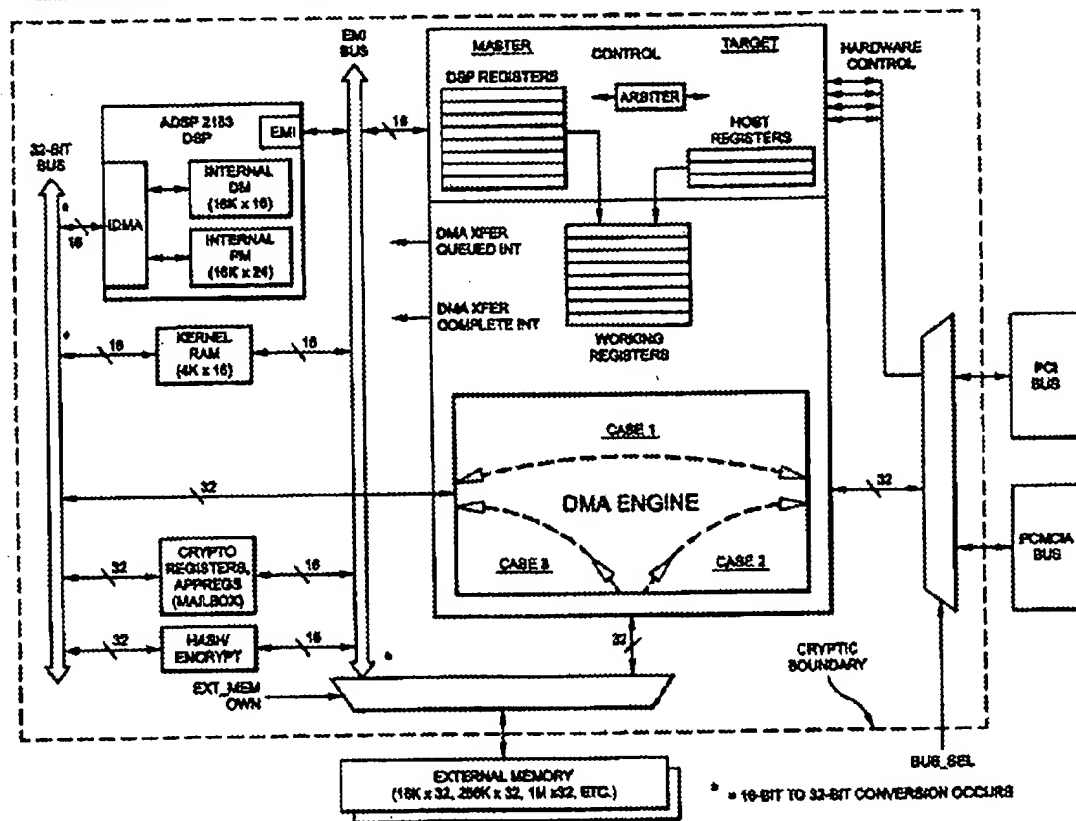 EMI
BUS
MASTER
CONTROL
TARGET
HARDWARE
CONTROL
DSP REGISTERS
ARBITER
HOST
REGISTERS
ADSP 2183
DSP
EMI
16
32-BIT
BUS
*
16
IDMA
INTERNAL
DM
(16K x 16)
INTERNAL
PM
(16K x 24)
DMA XFER
QUEUED INT
DMA XFER
COMPLETE INT
WORKING
REGISTERS
*
16
KERNEL
RAM
(4K x 16)
16
PCI
BUS
CASE 1
32
DMA ENGINE
32
CASE 3
CASE 2
PCMCIA
BUS
32
CRYPTO
REGISTERS,
APPREGS
(MAILBOX)
16
32
HASH/
ENCRYPT
16
*
32
CRYPTIC
BOUNDARY
EXT_MEM
OWN
BUS_SEL
EXTERNAL MEMORY
(16K x 32, 256K x 32, 1M x32, ETC.)
* = 16-BIT TO 32-BIT CONVERSION OCCURS